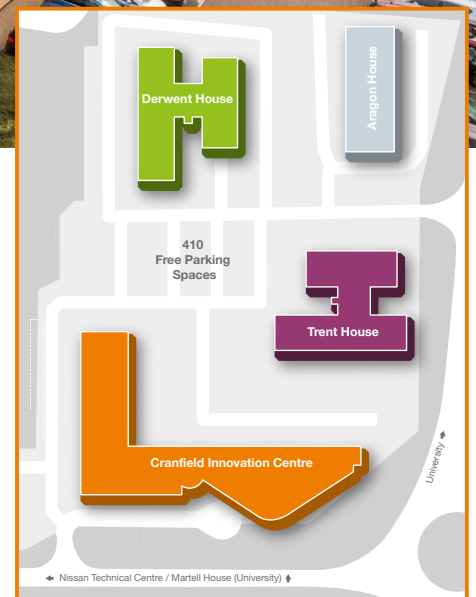 Derwent House
Aragon House
410
Free Parking
Spaces
Trent House
Cranfield Innovation Centre
University
Nissan Technical Centre / Martell House (University)